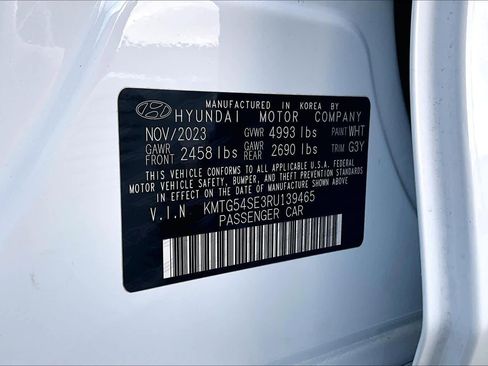 MANUFACTURED IN KOREA BY
HYUNDAI MOTOR COMPANY
NOV/2023 GVWR 4993 lbs PAINT WHT
GAWR FRONT 2458 lbs GAWR REAR 2690 lbs TRIM G3Y
THIS VEHICLE CONFORMS TO ALL APPLICABLE U.S.A. FEDERAL
MOTOR VEHICLE SAFETY, BUMPER, AND THEFT PREVENTION STANDARDS
IN EFFECT ON THE DATE OF MANUFACTURE SHOWN ABOVE.
V.I.N KMTG54SE3RU139465
PASSENGER CAR